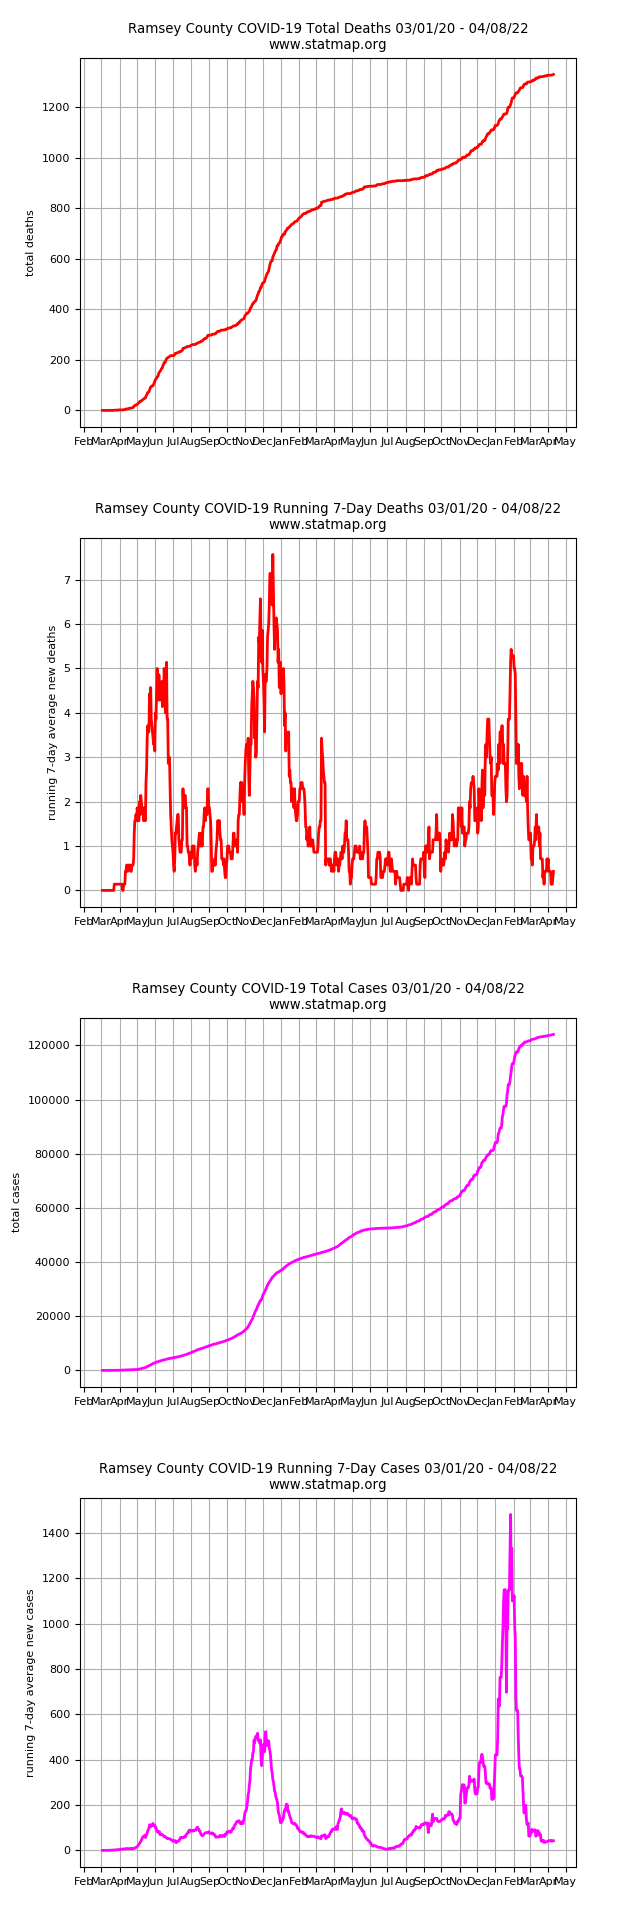 Ramsey County COVID-19 Total Deaths 03/01/20 - 04/08/22
www.statmap.org
1200
1000
800
600
400
200
0
total deaths
Feb Mar Apr May Jun Jul Aug Sep Oct Nov Dec Jan Feb Mar Apr May Jun Jul Aug Sep Oct Nov Dec Jan Feb Mar Apr May
Ramsey County COVID-19 Running 7-Day Deaths 03/01/20 - 04/08/22
www.statmap.org
7
6
5
4
3
2
1
0
running 7-day average new deaths
Feb Mar Apr May Jun Jul Aug Sep Oct Nov Dec Jan Feb Mar Apr May Jun Jul Aug Sep Oct Nov Dec Jan Feb Mar Apr May
Ramsey County COVID-19 Total Cases 03/01/20 - 04/08/22
www.statmap.org
120000
100000
80000
60000
40000
20000
0
total cases
Feb Mar Apr May Jun Jul Aug Sep Oct Nov Dec Jan Feb Mar Apr May Jun Jul Aug Sep Oct Nov Dec Jan Feb Mar Apr May
Ramsey County COVID-19 Running 7-Day Cases 03/01/20 - 04/08/22
www.statmap.org
1400
1200
1000
800
600
400
200
0
running 7-day average new cases
Feb Mar Apr May Jun Jul Aug Sep Oct Nov Dec Jan Feb Mar Apr May Jun Jul Aug Sep Oct Nov Dec Jan Feb Mar Apr May